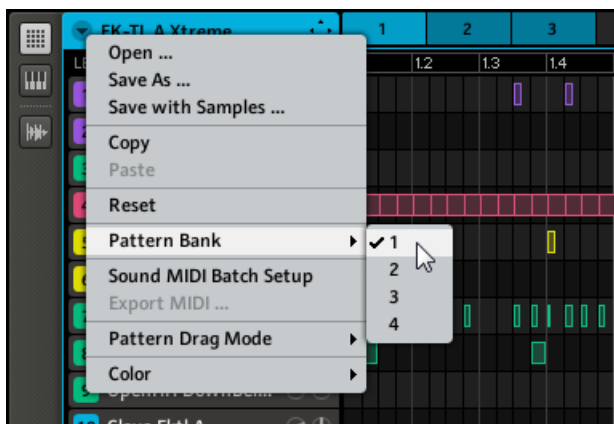 EK-TL A Xtreme
1 2 3
1.2 1.3 1.4
Open ...
Save As ...
Save with Samples ...
Copy
Paste
Reset
Pattern Bank
1
2
3
4
Sound MIDI Batch Setup
Export MIDI ...
Pattern Drag Mode
Color